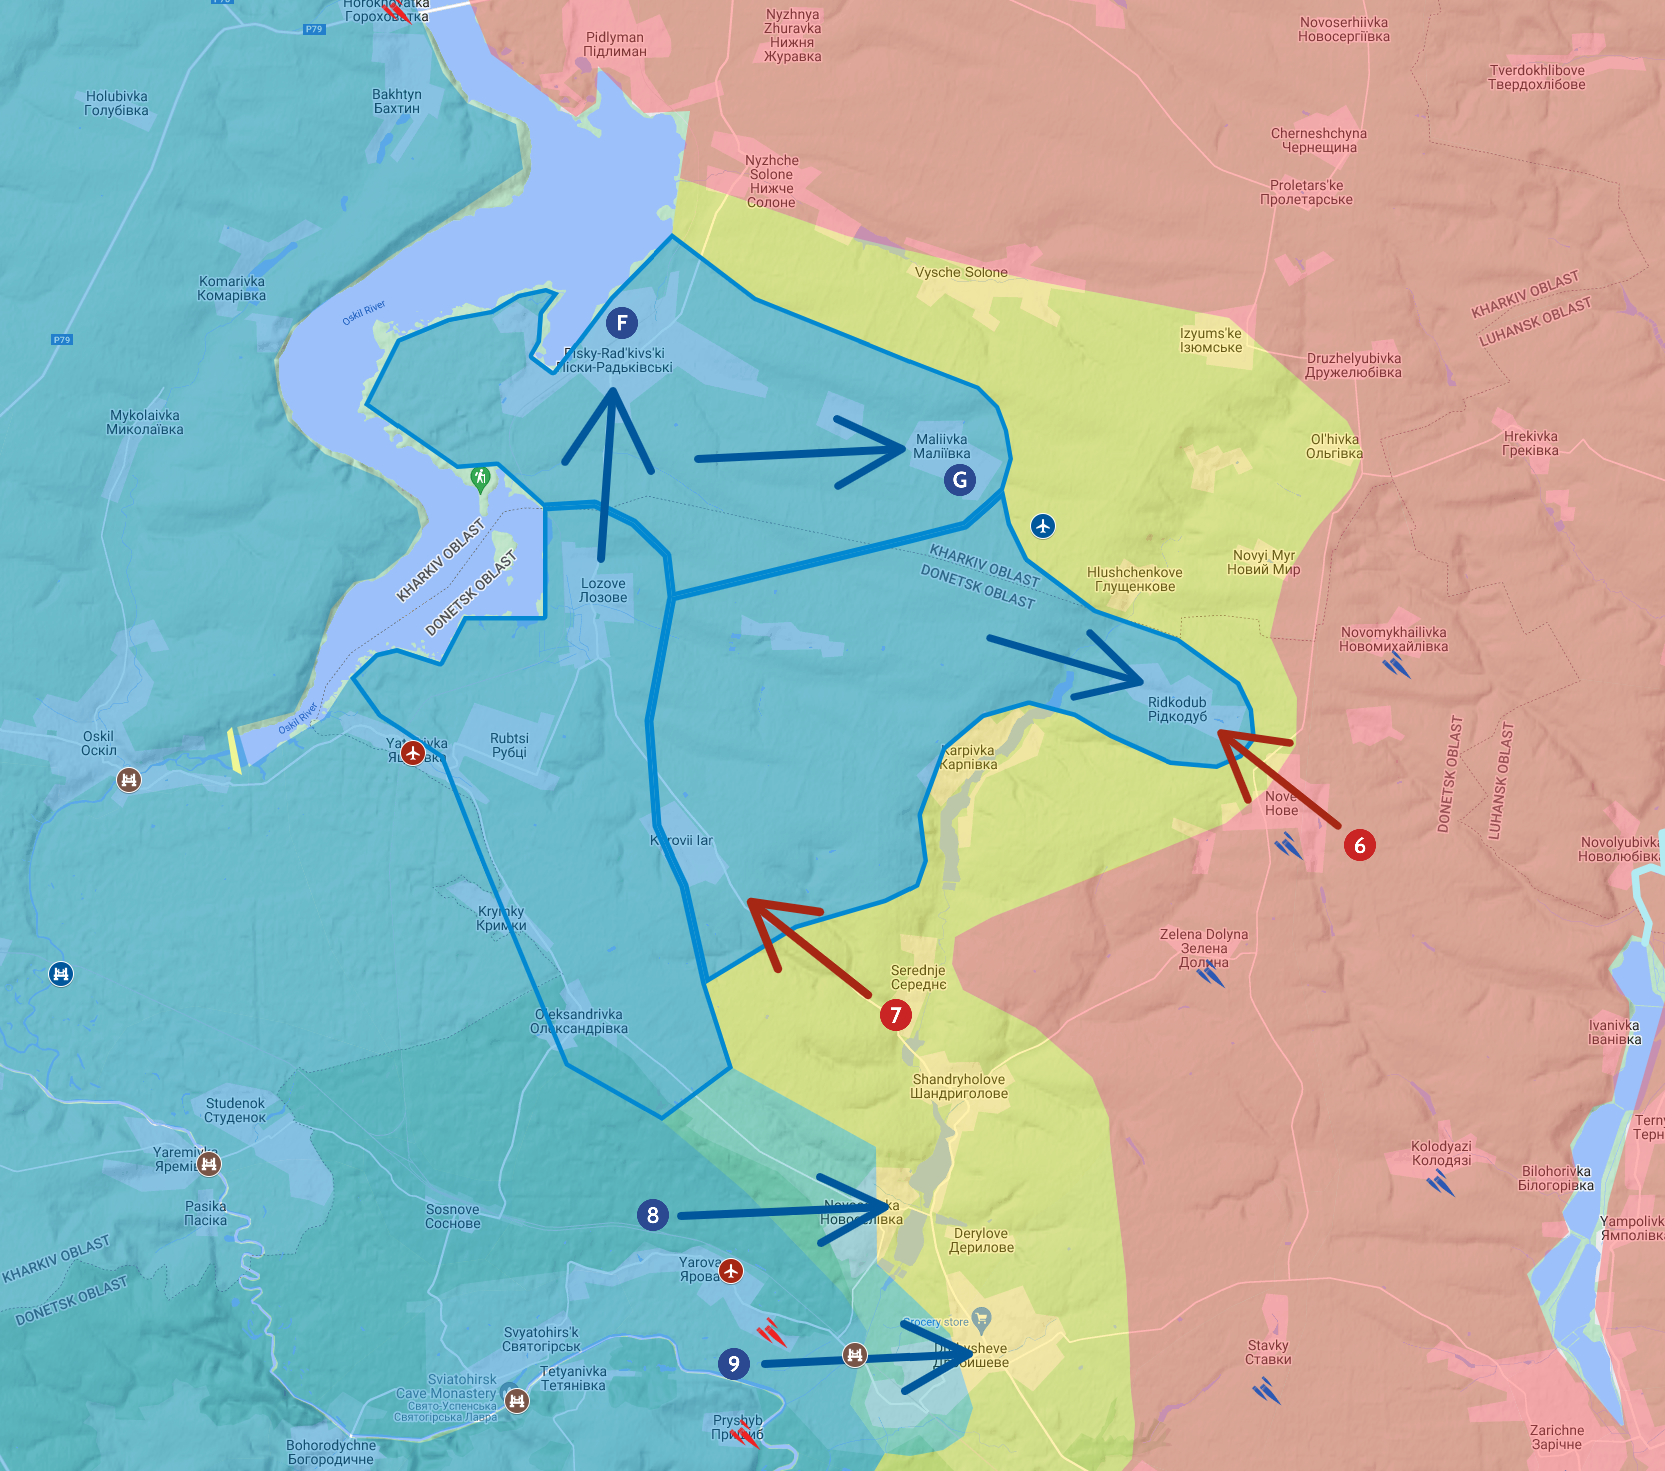 Horokhovatka
Гороховатка
P79
P79
Pidlyman
Підлиман
Nyzhnya
Zhuravka
Нижня
Журавка
Novoserhiivka
Новосергіївка
Tverdokhlibove
Твердохлібове
Holubivka
Голубівка
Bakhtyn
Бахтин
Cherneshchyna
Чернещина
Nyzhche
Solone
Нижче
Солоне
Proletars'ke
Пролетарське
Komarivka
Комарівка
Oskil River
Vysche Solone
KHARKIV OBLAST
LUHANSK OBLAST
P79
F
Pisky-Rad'kivs'ki
Піски-Радьківські
Izyums'ke
Ізюмське
Druzhelyubivka
Дружелюбівка
Mykolaivka
Миколаївка
Maliivka
Маліївка
G
Ol'hivka
Ольгівка
Hrekivka
Греківка
KHARKIV OBLAST
DONETSK OBLAST
KHARKIV OBLAST
DONETSK OBLAST
Lozove
Лозове
Hlushchenkove
Глущенкове
Novyi Myr
Новий Мир
Novomykhailivka
Новомихайлівка
Ridkodub
Рідкодуб
Oskil River
Oskil
Оскіл
Yatskivka
Яцьківка
Rubtsi
Рубці
Karpivka
Карпівка
DONETSK OBLAST
LUHANSK OBLAST
Nove
Нове
6
Korovii Iar
Novolyubivka
Новолюбівка
Krymky
Крим��и
Zelena Dolyna
Зелена
Долина
Serednje
Середнє
7
Oleksandrivka
Олександрівка
Ivanivka
Іванівка
Shandryholove
Шандриголове
Studenok
Студенок
Yaremivka
Яремівка
Terny
Терни
Kolodyazi
Колодязі
Bilohorivka
Білогорівка
Pasika
Пасіка
Sosnove
Соснове
8
Novoselivka
Новоселівка
Yampolivka
Ямполівка
Derylove
Дерилове
KHARKIV OBLAST
DONETSK OBLAST
Yarova
Ярова
Grocery store
Svyatohirs'k
Святогірськ
9
Drobysheve
Дробишеве
Stavky
Ставки
Tetyanivka
Тетянівка
Sviatohirsk
Cave Monastery
Свято-Успенська
Святогірська Лавра
Pryshyb
Пришиб
Bohorodychne
Богородичне
Zarichne
Зарічне